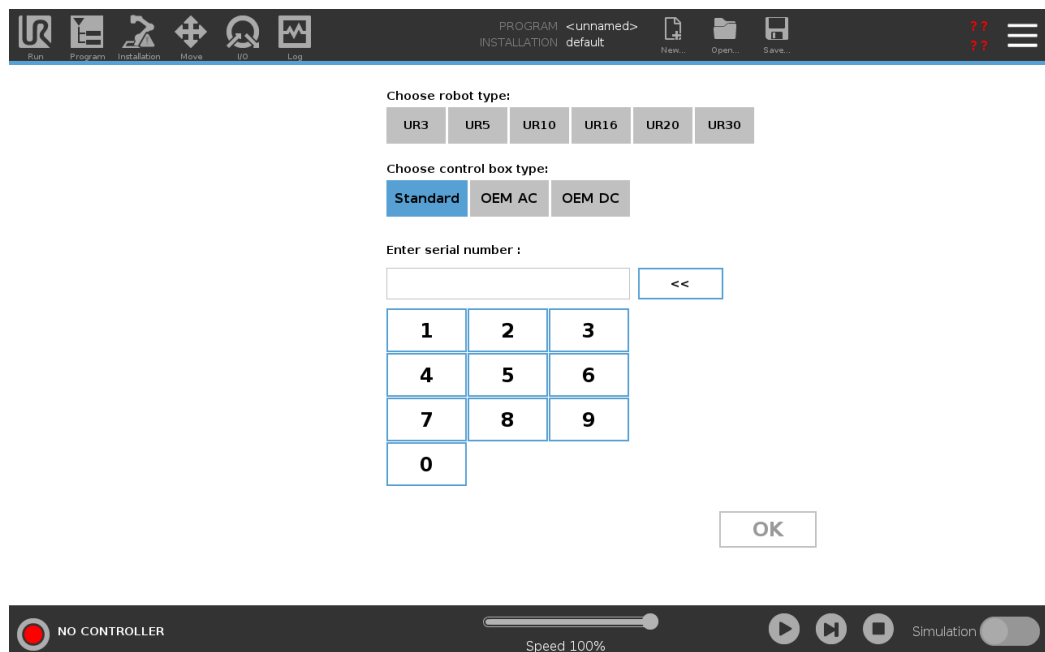 UR
Run Program Installation Move I/O Log
PROGRAM <unnamed>
INSTALLATION default
New... Open... Save...
? ?
? ?
Choose robot type:
UR3 UR5 UR10 UR16 UR20 UR30
Choose control box type:
Standard OEM AC OEM DC
Enter serial number :
<<
1 2 3
4 5 6
7 8 9
0
OK
NO CONTROLLER
Speed 100%
Simulation